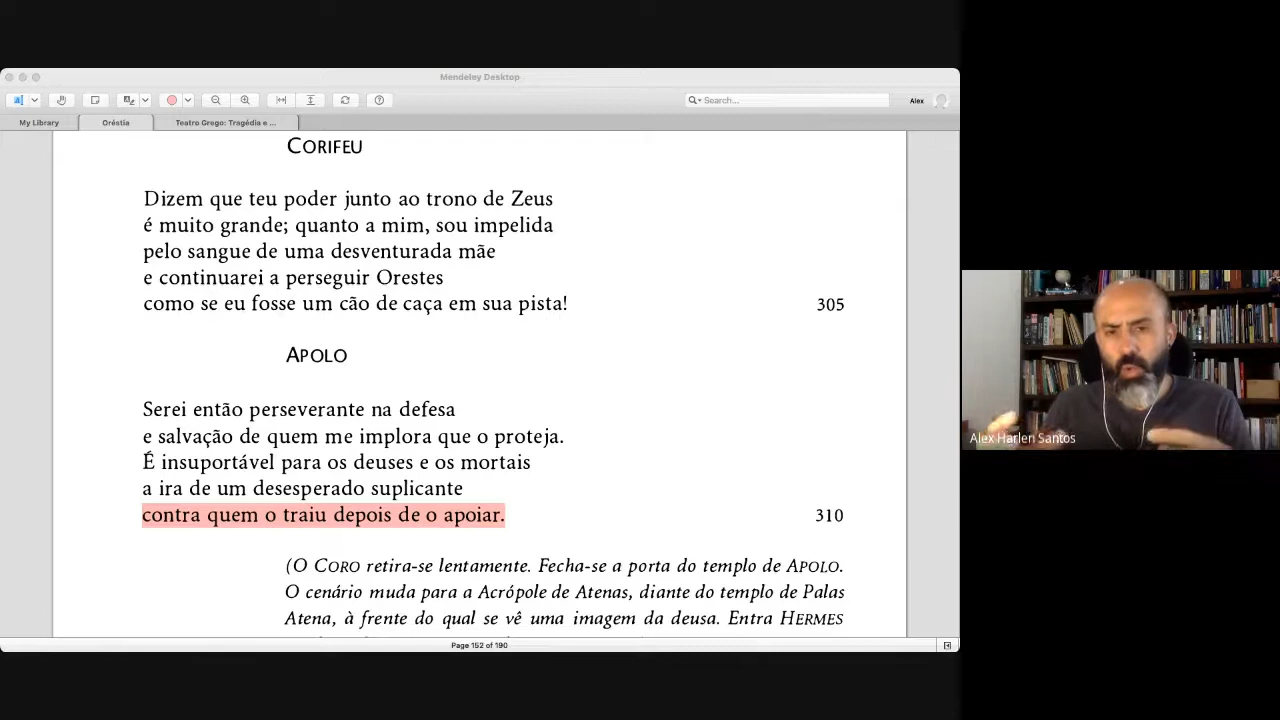 Mendeley Desktop
Search...
Alex
My Library
Oréstia
Teatro Grego: Tragédia e ...
CORIFEU
Dizem que teu poder junto ao trono de Zeus
é muito grande; quanto a mim, sou impelida
pelo sangue de uma desventurada mãe
e continuarei a perseguir Orestes
como se eu fosse um cão de caça em sua pista!
305
APOLO
Serei então perseverante na defesa
e salvação de quem me implora que o proteja.
É insuportável para os deuses e os mortais
a ira de um desesperado suplicante
contra quem o traiu depois de o apoiar.
310
(O CORO retira-se lentamente. Fecha-se a porta do templo de APOLO.
O cenário muda para a Acrópole de Atenas, diante do templo de Palas
Atena, à frente do qual se vê uma imagem da deusa. Entra HERMES
Page 152 of 190
Alex Harlen Santos